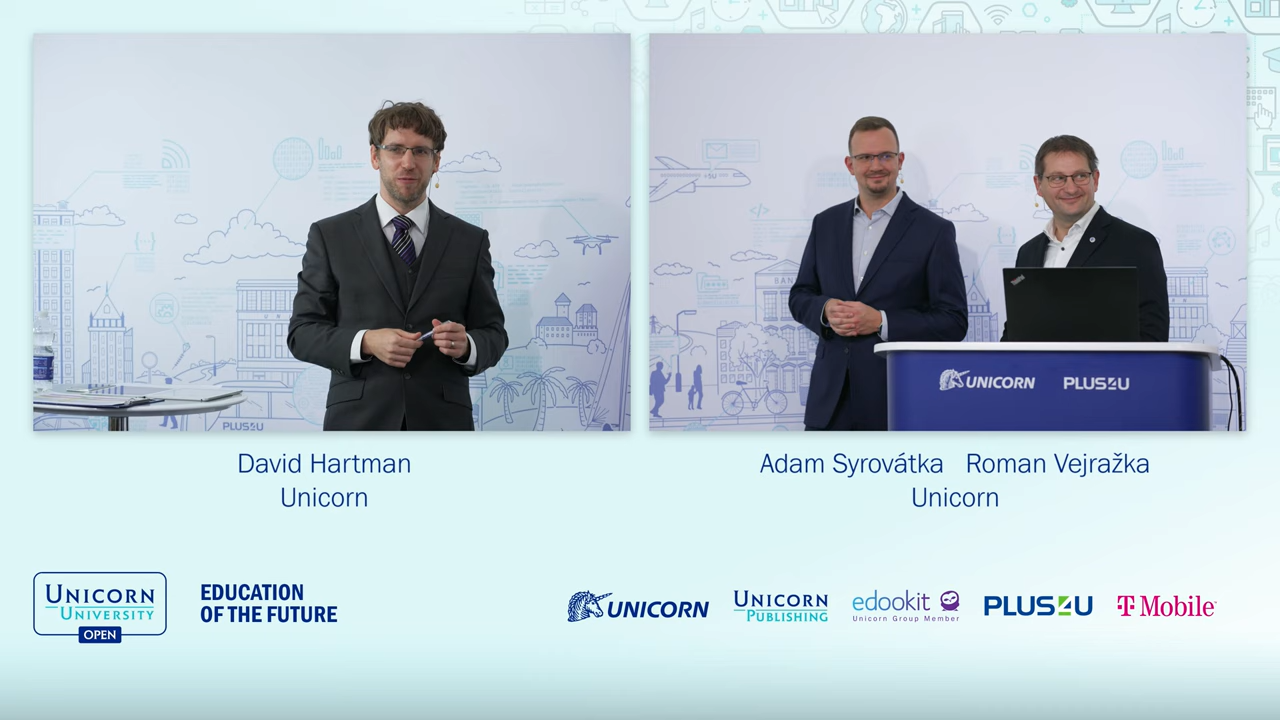 BANK
PLUS4U
UNICORN PLUS4U
David Hartman
Unicorn
Adam Syrovátka Roman Vejražka
Unicorn
UNICORN
UNIVERSITY
OPEN
EDUCATION
OF THE FUTURE
UNICORN
UNICORN
PUBLISHING
edookit
Unicorn Group Member
PLUS4U
T Mobile